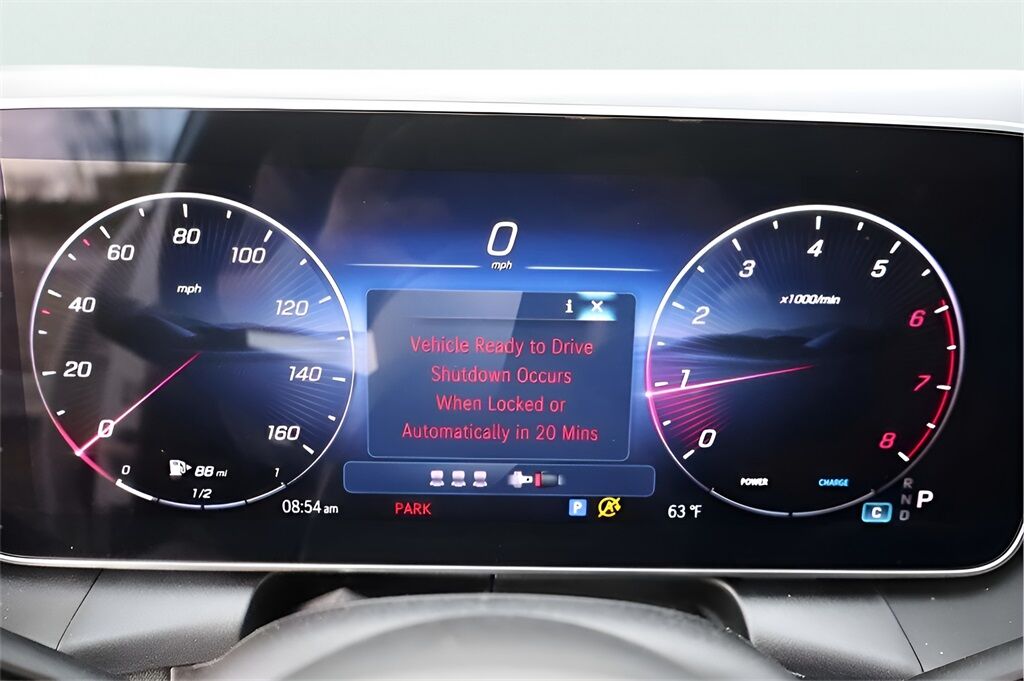 0
mph
i ×
Vehicle Ready to Drive
Shutdown Occurs
When Locked or
Automatically in 20 Mins
0
20
40
60
80
100
120
140
160
mph
0
1/2
1
88 mi
08:54 am
PARK
P
A
63 °F
0
1
2
3
4
5
6
7
8
x1000/min
POWER
CHARGE
C
R
N
D
P